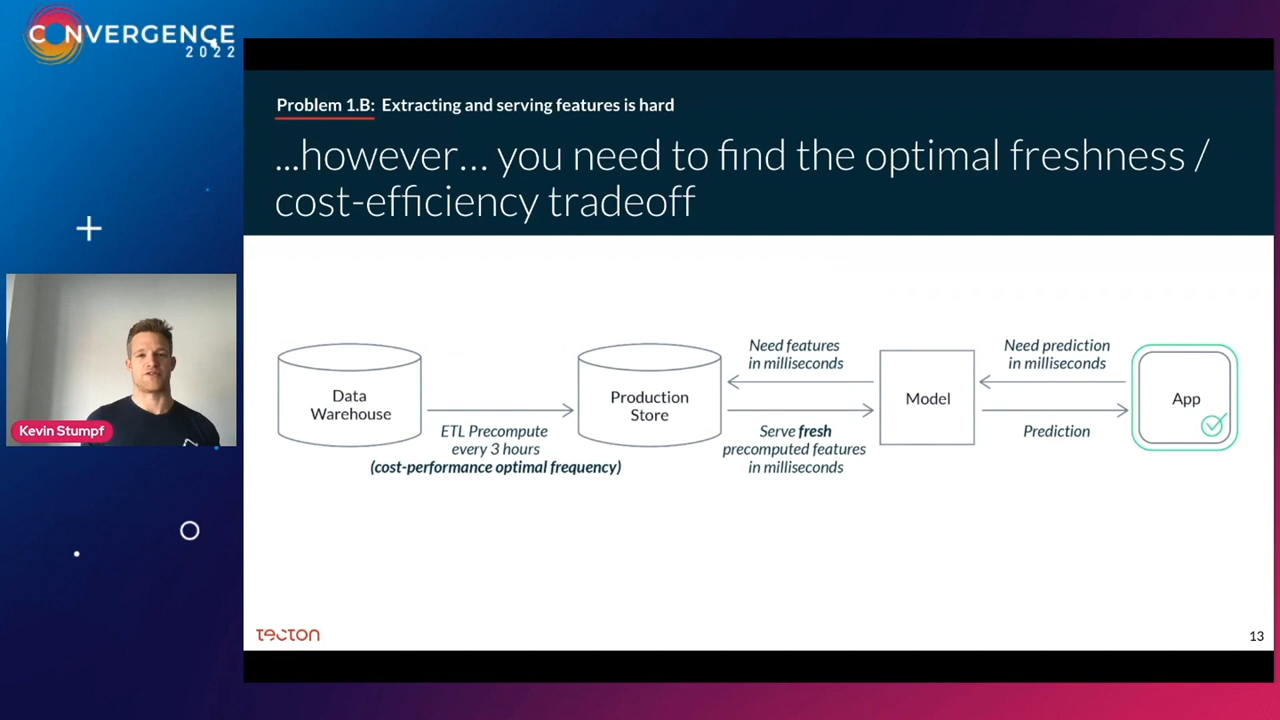 CONVERGENCE
2022
Problem 1.B: Extracting and serving features is hard
...however... you need to find the optimal freshness /
cost-efficiency tradeoff
Data
Warehouse
ETL Precompute
every 3 hours
(cost-performance optimal frequency)
Production
Store
Need features
in milliseconds
Serve fresh
precomputed features
in milliseconds
Model
Need prediction
in milliseconds
Prediction
App
Kevin Stumpf
tecton
13